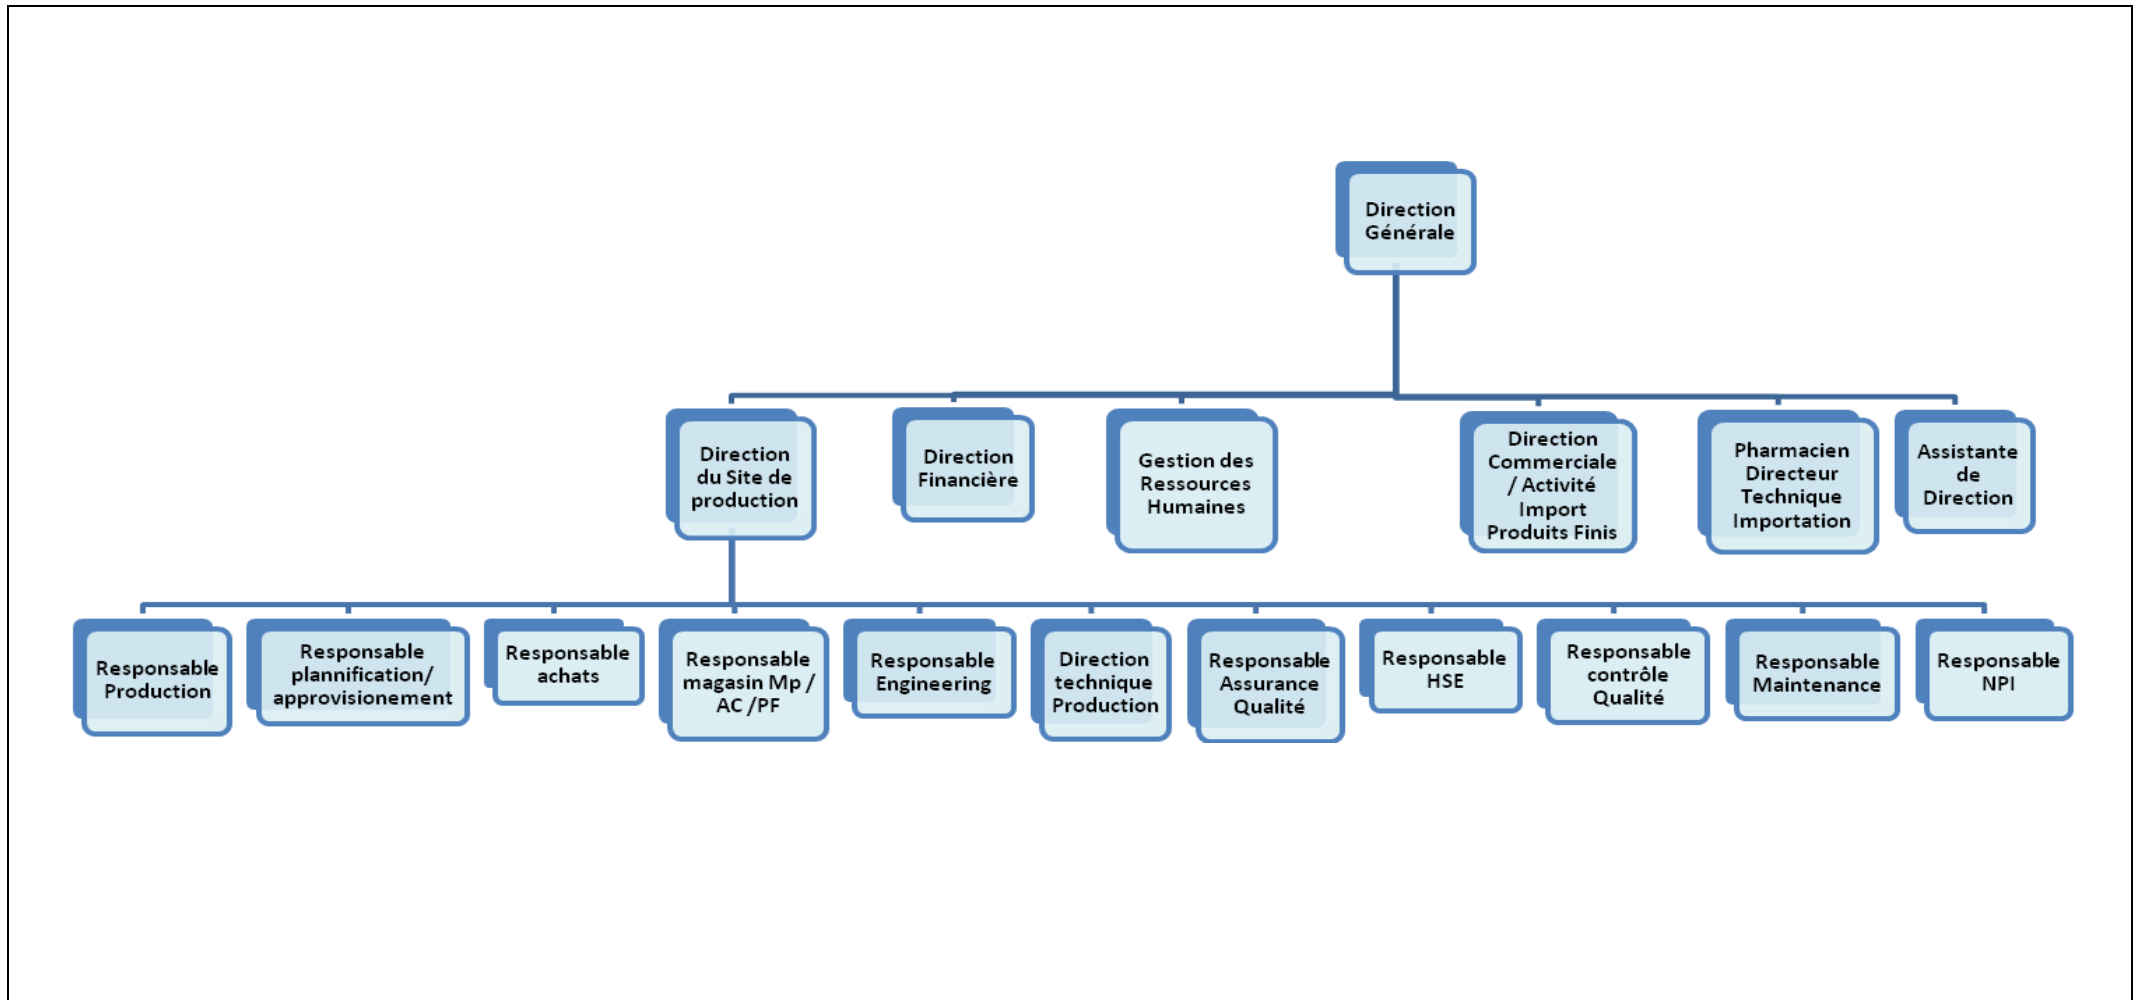 Direction
Générale
Direction
du Site de
production
Direction
Financière
Gestion des
Ressources
Humaines
Direction
Commerciale
/ Activité
Import
Produits Finis
Pharmacien
Directeur
Technique
Importation
Assistante
de
Direction
Responsable
Production
Responsable
plannification/
approvisionement
Responsable
achats
Responsable
magasin Mp /
AC /PF
Responsable
Engineering
Direction
technique
Production
Responsable
Assurance
Qualité
Responsable
HSE
Responsable
contrôle
Qualité
Responsable
Maintenance
Responsable
NPI